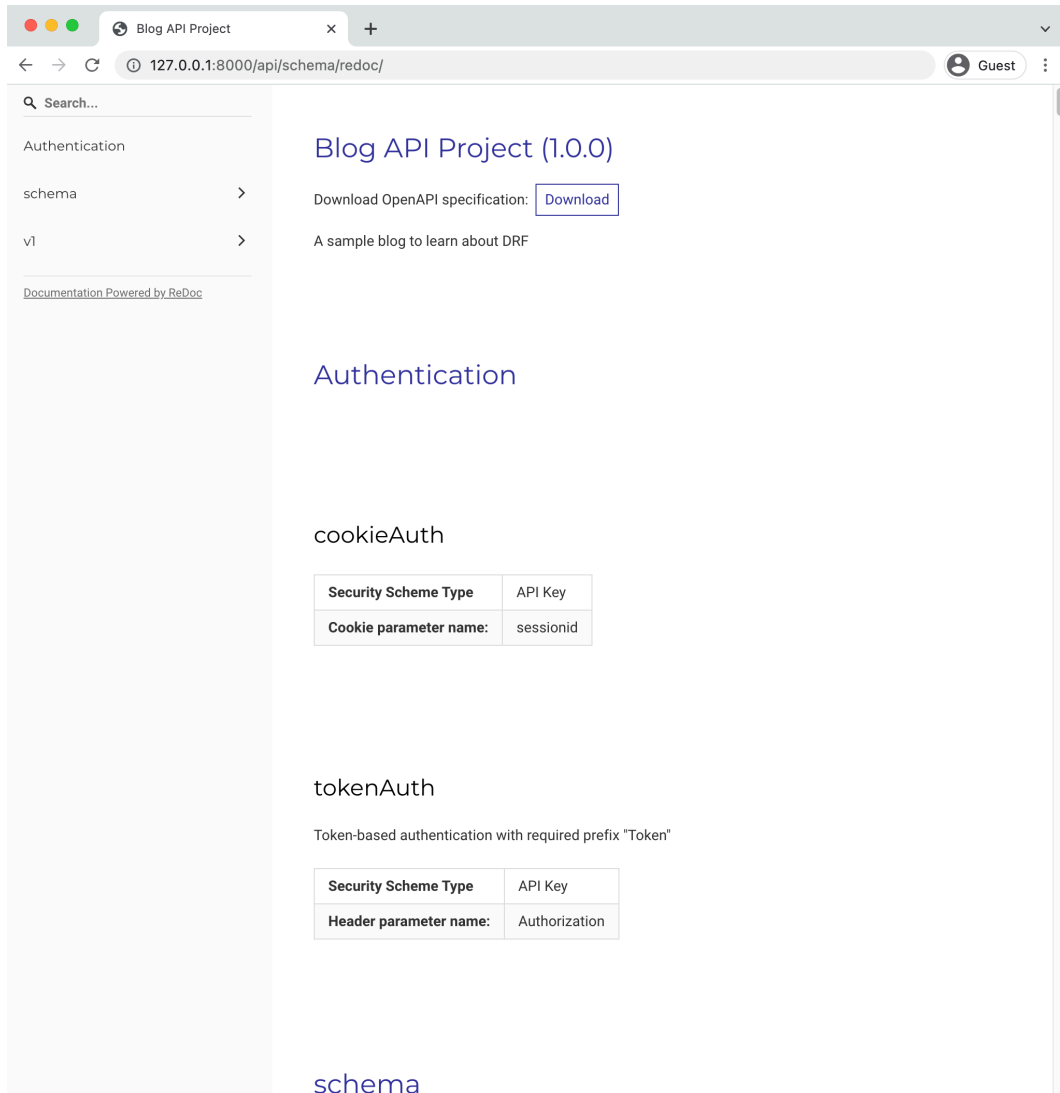 Blog API Project
127.0.0.1:8000/api/schema/redoc/
Guest
Search...
Authentication
schema
v1
Documentation Powered by ReDoc
Blog API Project (1.0.0)
Download OpenAPI specification: Download
A sample blog to learn about DRF
Authentication
cookieAuth
Security Scheme Type API Key
Cookie parameter name: sessionid
tokenAuth
Token-based authentication with required prefix "Token"
Security Scheme Type API Key
Header parameter name: Authorization
schema